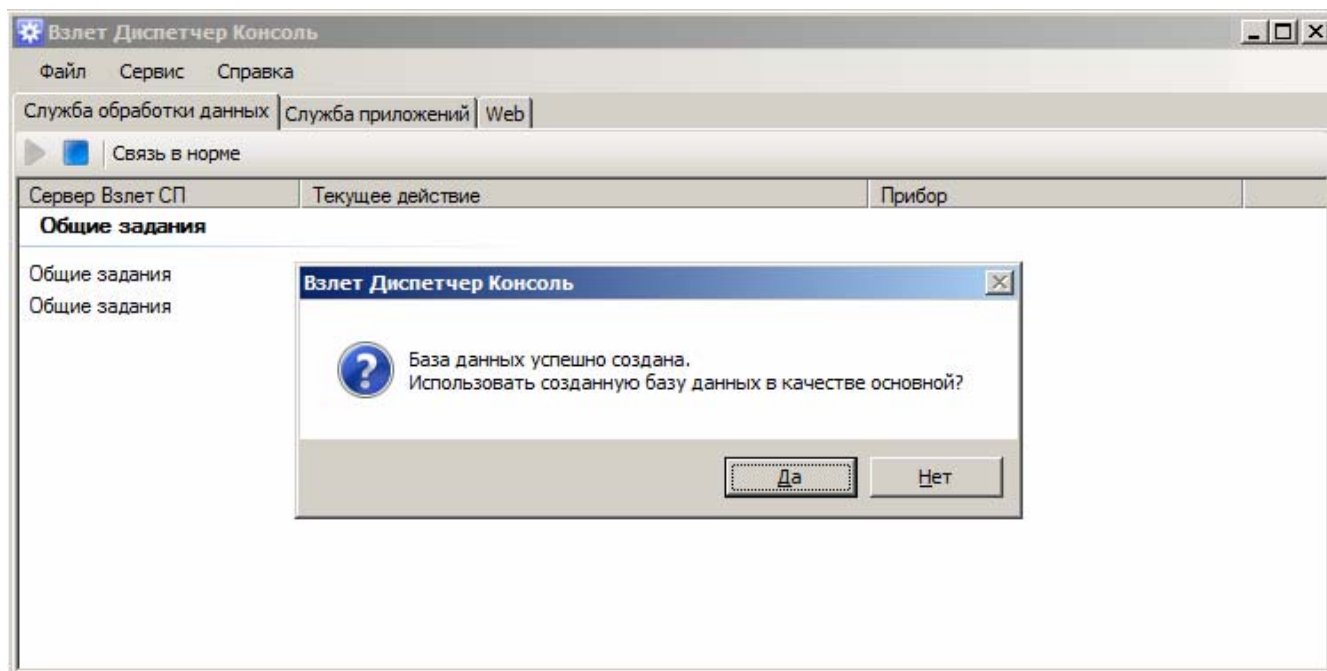 Взлет Диспетчер Консоль
Файл Сервис Справка
Служба обработки данных Служба приложений Web
Связь в норме
Сервер Взлет СП Текущее действие Прибор
Общие задания
Общие задания
Общие задания
Взлет Диспетчер Консоль
База данных успешно создана.
Использовать созданную базу данных в качестве основной?
Да Нет